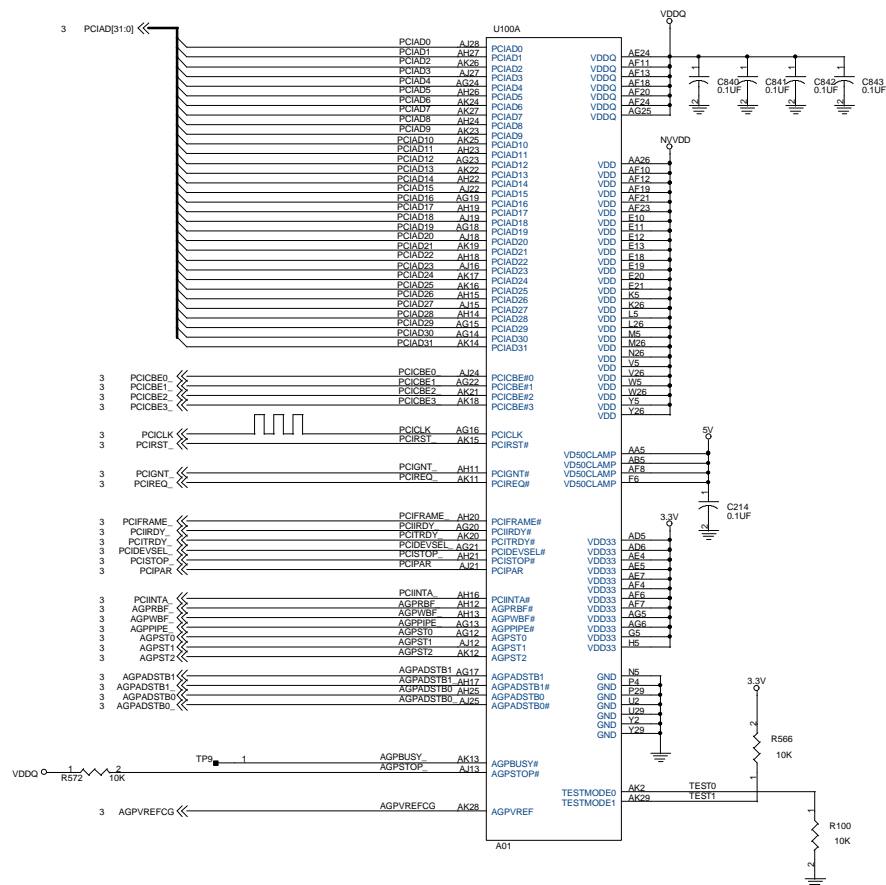 3 PCIAD[31:0]
U100A
VDDQ
PCIAD0 AJ28 PCIAD0
PCIAD1 AH27 PCIAD1
PCIAD2 AK26 PCIAD2
PCIAD3 AJ27 PCIAD3
PCIAD4 AG24 PCIAD4
PCIAD5 AH26 PCIAD5
PCIAD6 AK24 PCIAD6
PCIAD7 AK27 PCIAD7
PCIAD8 AH24 PCIAD8
PCIAD9 AK23 PCIAD9
PCIAD10 AK25 PCIAD10
PCIAD11 AH23 PCIAD11
PCIAD12 AG23 PCIAD12
PCIAD13 AK22 PCIAD13
PCIAD14 AH22 PCIAD14
PCIAD15 AJ22 PCIAD15
PCIAD16 AG19 PCIAD16
PCIAD17 AH19 PCIAD17
PCIAD18 AJ19 PCIAD18
PCIAD19 AG18 PCIAD19
PCIAD20 AJ18 PCIAD20
PCIAD21 AK19 PCIAD21
PCIAD22 AH18 PCIAD22
PCIAD23 AJ16 PCIAD23
PCIAD24 AK17 PCIAD24
PCIAD25 AK16 PCIAD25
PCIAD26 AH15 PCIAD26
PCIAD27 AJ15 PCIAD27
PCIAD28 AH14 PCIAD28
PCIAD29 AG15 PCIAD29
PCIAD30 AG14 PCIAD30
PCIAD31 AK14 PCIAD31
3 PCICBE0_ PCICBE0_ AJ24 PCICBE#0
3 PCICBE1_ PCICBE1_ AG22 PCICBE#1
3 PCICBE2_ PCICBE2_ AK21 PCICBE#2
3 PCICBE3_ PCICBE3_ AK18 PCICBE#3
3 PCICLK PCICLK AG16 PCICLK
3 PCIRST_ PCIRST_ AK15 PCIRST#
3 PCIGNT_ PCIGNT_ AH11 PCIGNT#
3 PCIREQ_ PCIREQ_ AK11 PCIREQ#
3 PCIFRAME_ PCIFRAME_ AH20 PCIFRAME#
3 PCIIRDY_ PCIIRDY_ AG20 PCIIRDY#
3 PCITRDY_ PCITRDY_ AK20 PCITRDY#
3 PCIDEVSEL_ PCIDEVSEL_ AG21 PCIDEVSEL#
3 PCISTOP_ PCISTOP_ AH21 PCISTOP#
3 PCIPAR PCIPAR AJ21 PCIPAR
3 PCIINTA_ PCIINTA_ AH16 PCIINTA#
3 AGPRBF_ AGPRBF_ AH12 AGPRBF#
3 AGPWBF_ AGPWBF_ AH13 AGPWBF#
3 AGPPIPE_ AGPPIPE_ AG13 AGPPIPE#
3 AGPST0 AGPST0 AG12 AGPST0
3 AGPST1 AGPST1 AJ12 AGPST1
3 AGPST2 AGPST2 AK12 AGPST2
3 AGPADSTB1 AGPADSTB1 AG17 AGPADSTB1
3 AGPADSTB1_ AGPADSTB1_ AH17 AGPADSTB1#
3 AGPADSTB0 AGPADSTB0 AH25 AGPADSTB0
3 AGPADSTB0_ AGPADSTB0_ AJ25 AGPADSTB0#
TP9 1 AGPBUSY_ AK13 AGPBUSY#
VDDQ 1 R572 2 10K AGPSTOP_ AJ13 AGPSTOP#
3 AGPVREFCG AGPVREFCG AK28 AGPVREF
A01
VDDQ AE24
VDDQ AF11
VDDQ AF13
VDDQ AF18
VDDQ AF20
VDDQ AF24
VDDQ AG25
1 2 C840 0.1UF
1 2 C841 0.1UF
1 2 C842 0.1UF
1 2 C843 0.1UF
NVVDD
VDD AA26
VDD AF10
VDD AF12
VDD AF19
VDD AF21
VDD AF23
VDD E10
VDD E11
VDD E12
VDD E13
VDD E18
VDD E19
VDD E20
VDD E21
VDD K5
VDD K26
VDD L5
VDD L26
VDD M5
VDD M26
VDD N26
VDD V5
VDD V26
VDD W5
VDD W26
VDD Y5
VDD Y26
5V
VD50CLAMP AA5
VD50CLAMP AB5
VD50CLAMP AF8
VD50CLAMP F6
1 2 C214 0.1UF
3.3V
VDD33 AD5
VDD33 AD6
VDD33 AE4
VDD33 AE5
VDD33 AE7
VDD33 AF4
VDD33 AF6
VDD33 AF7
VDD33 AG5
VDD33 AG6
VDD33 G5
VDD33 H5
GND N5
GND P4
GND P29
GND U2
GND U29
GND Y2
GND Y29
3.3V
2 1 R566 10K
TESTMODE0 AK2 TEST0
TESTMODE1 AK29 TEST1
1 2 R100 10K